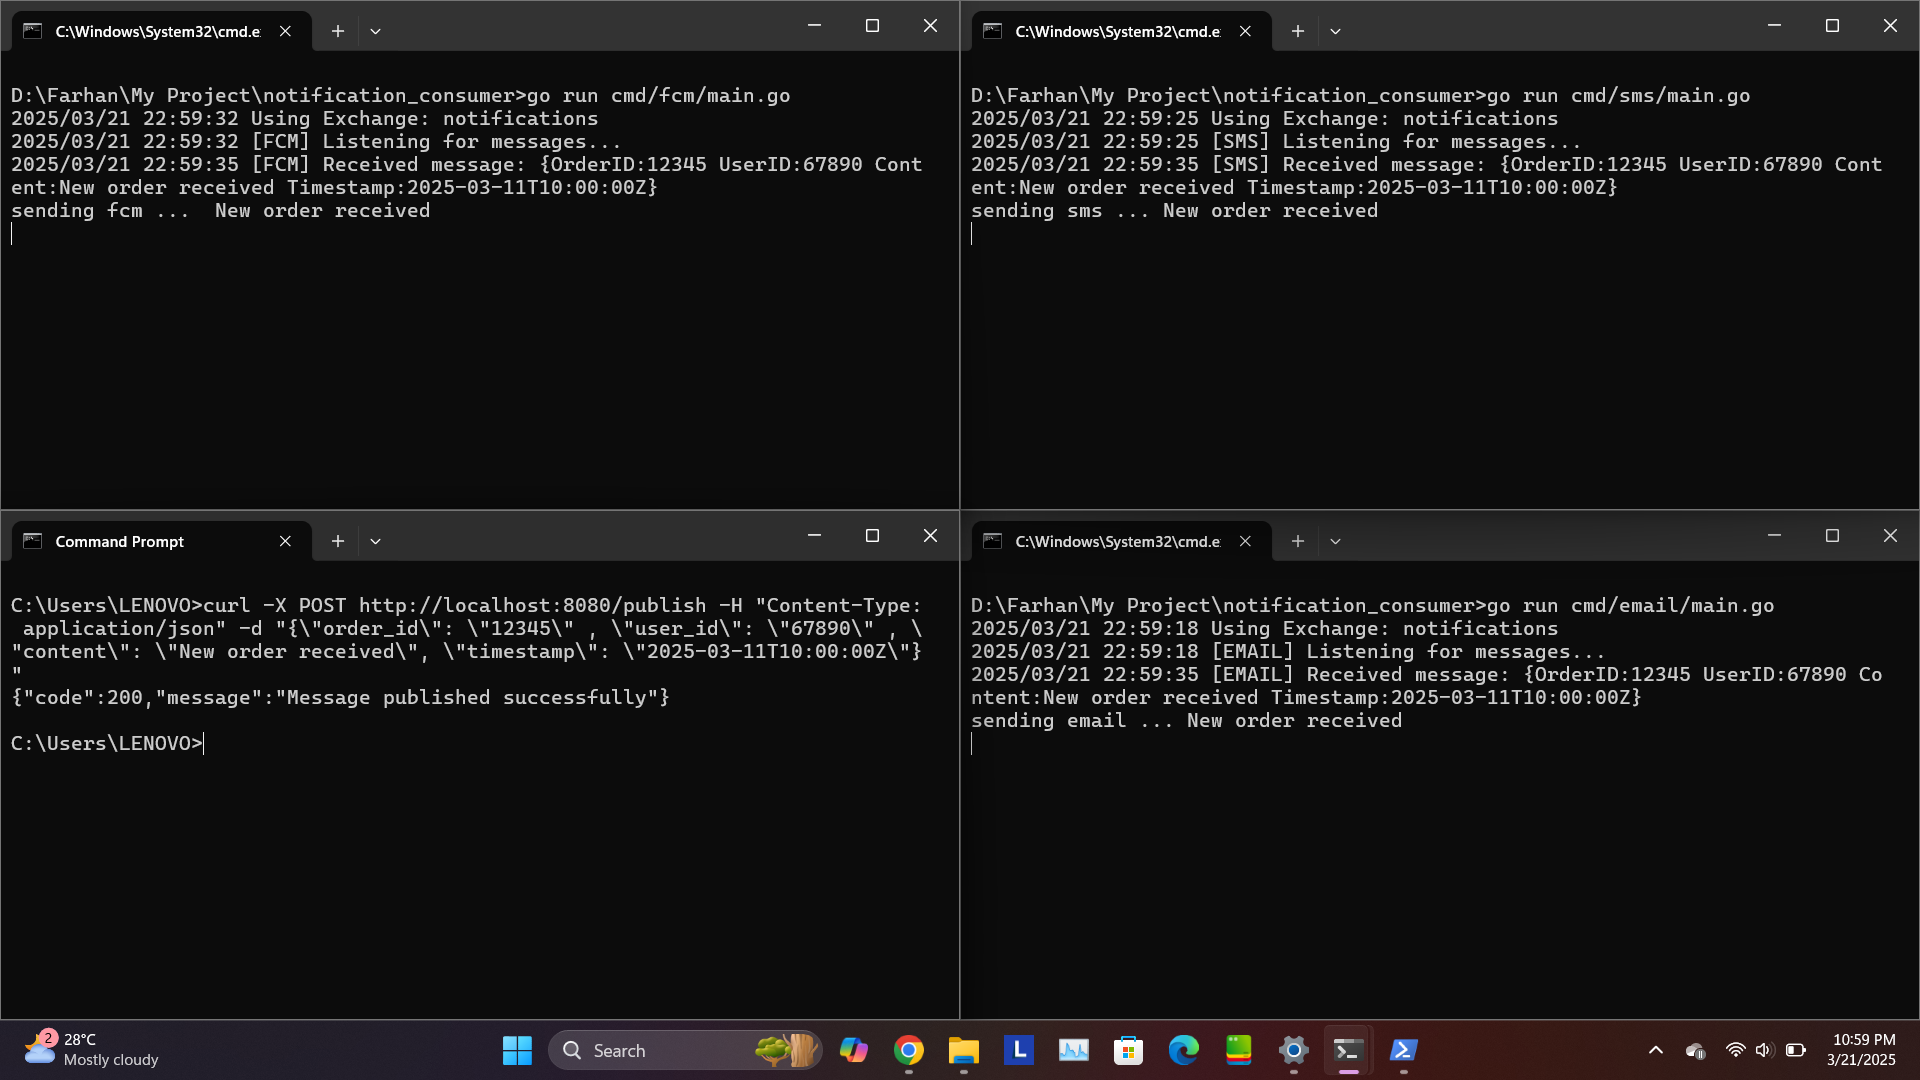 C:\Windows\System32\cmd.e
D:\Farhan\My Project\notification_consumer>go run cmd/fcm/main.go
2025/03/21 22:59:32 Using Exchange: notifications
2025/03/21 22:59:32 [FCM] Listening for messages...
2025/03/21 22:59:35 [FCM] Received message: {OrderID:12345 UserID:67890 Cont
ent:New order received Timestamp:2025-03-11T10:00:00Z}
sending fcm ...  New order received
C:\Windows\System32\cmd.e
D:\Farhan\My Project\notification_consumer>go run cmd/sms/main.go
2025/03/21 22:59:25 Using Exchange: notifications
2025/03/21 22:59:25 [SMS] Listening for messages...
2025/03/21 22:59:35 [SMS] Received message: {OrderID:12345 UserID:67890 Cont
ent:New order received Timestamp:2025-03-11T10:00:00Z}
sending sms ... New order received
Command Prompt
C:\Users\LENOVO>curl -X POST http://localhost:8080/publish -H "Content-Type:
 application/json" -d "{\"order_id\": \"12345\" , \"user_id\": \"67890\" , \
"content\": \"New order received\", \"timestamp\": \"2025-03-11T10:00:00Z\"}
"
{"code":200,"message":"Message published successfully"}
C:\Users\LENOVO>
C:\Windows\System32\cmd.e
D:\Farhan\My Project\notification_consumer>go run cmd/email/main.go
2025/03/21 22:59:18 Using Exchange: notifications
2025/03/21 22:59:18 [EMAIL] Listening for messages...
2025/03/21 22:59:35 [EMAIL] Received message: {OrderID:12345 UserID:67890 Co
ntent:New order received Timestamp:2025-03-11T10:00:00Z}
sending email ... New order received
2
28°C
Mostly cloudy
Search
L
10:59 PM
3/21/2025